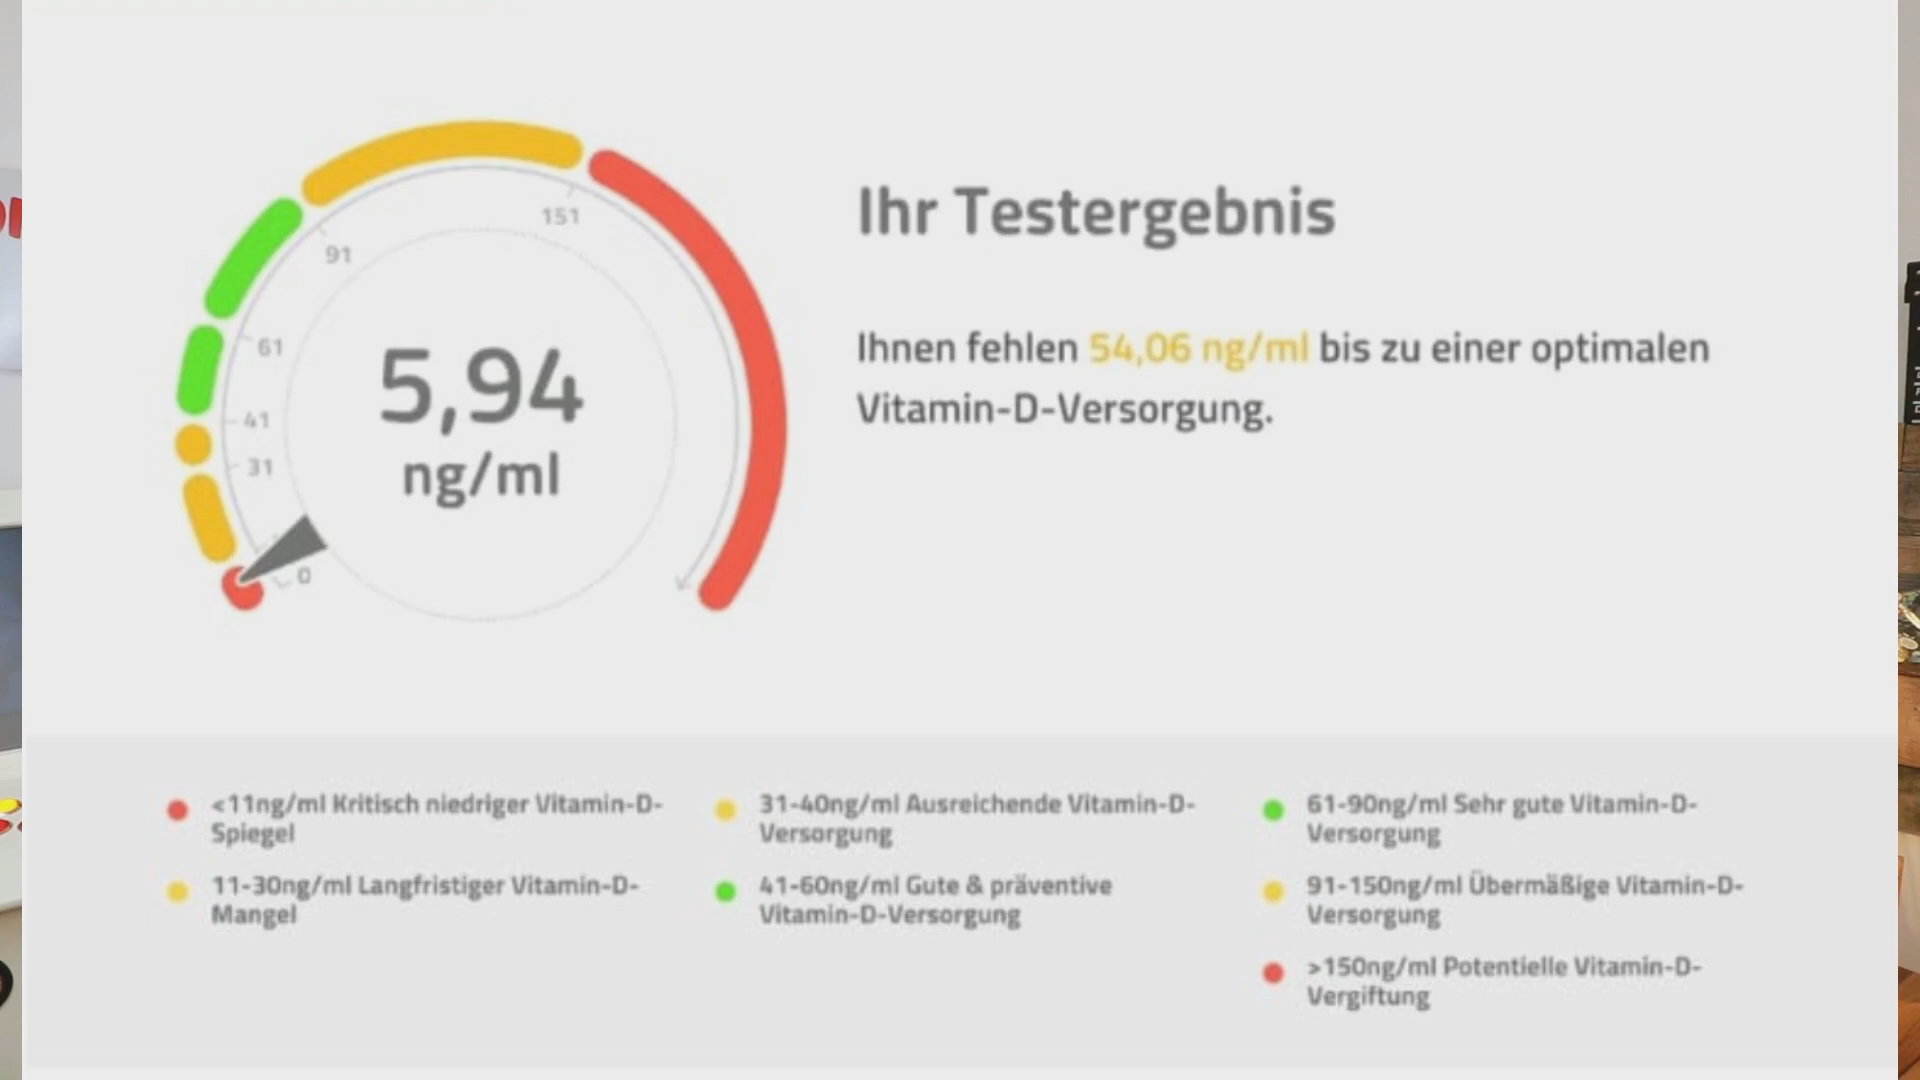 151
91
61
41
31
0
5,94
ng/ml
Ihr Testergebnis
Ihnen fehlen 54,06 ng/ml bis zu einer optimalen
Vitamin-D-Versorgung.
<11ng/ml Kritisch niedriger Vitamin-D-
Spiegel
11-30ng/ml Langfristiger Vitamin-D-
Mangel
31-40ng/ml Ausreichende Vitamin-D-
Versorgung
41-60ng/ml Gute & präventive
Vitamin-D-Versorgung
61-90ng/ml Sehr gute Vitamin-D-
Versorgung
91-150ng/ml Übermäßige Vitamin-D-
Versorgung
>150ng/ml Potentielle Vitamin-D-
Vergiftung